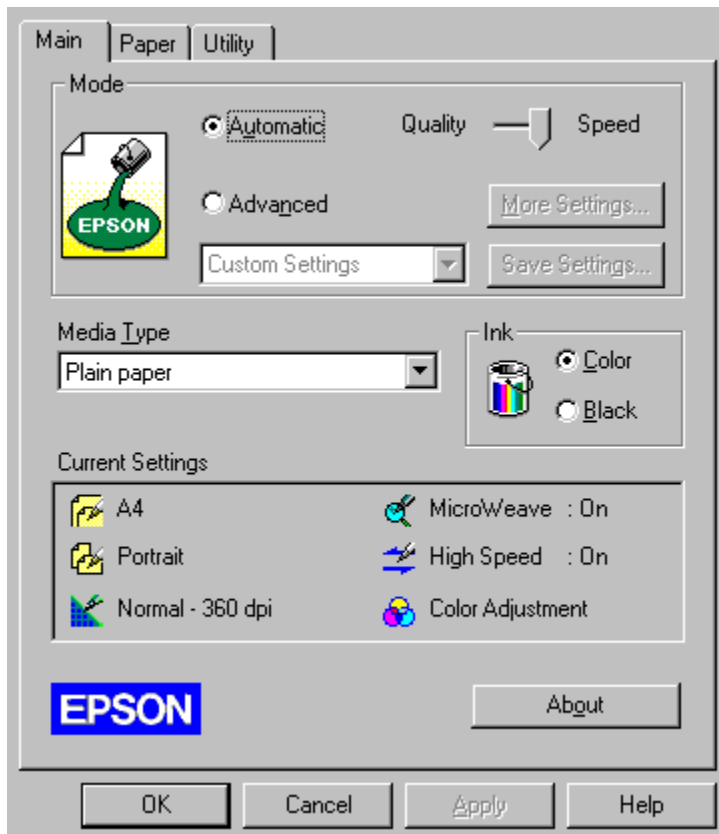 Main Paper Utility
Mode
Automatic Quality Speed
EPSON
Advanced More Settings...
Custom Settings Save Settings...
Media Type
Plain paper
Ink
Color
Black
Current Settings
A4 MicroWeave : On
Portrait High Speed : On
Normal - 360 dpi Color Adjustment
EPSON About
OK Cancel Apply Help